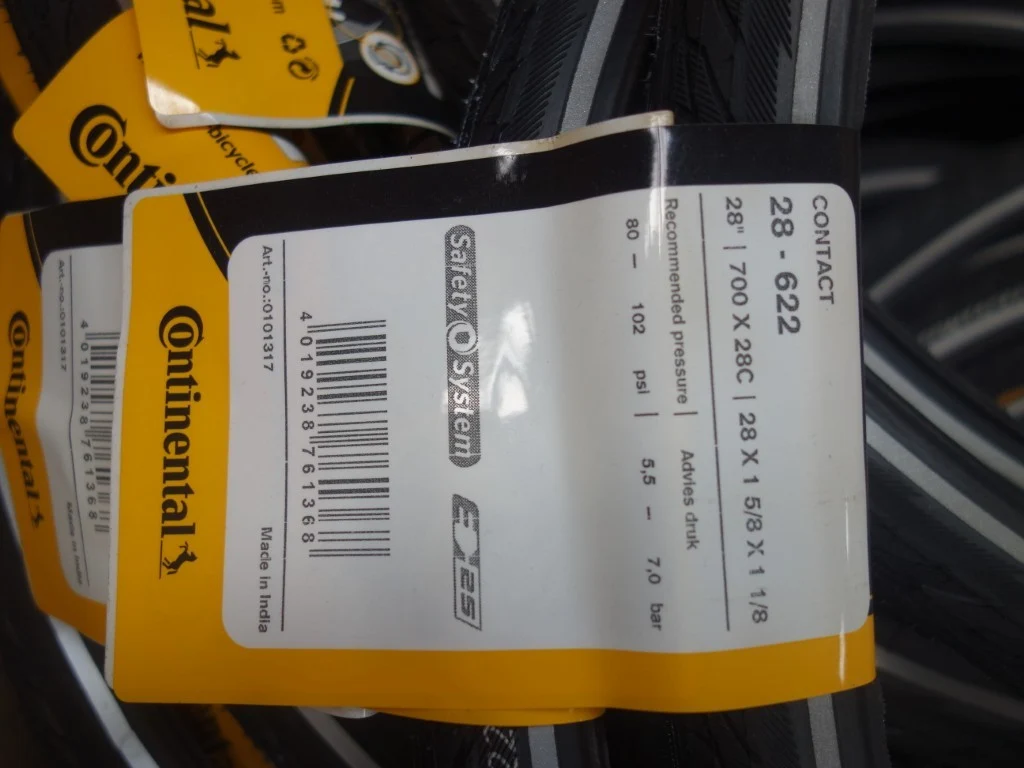 CONTACT
28 - 622
28" | 700 X 28C | 28 X 1 5/8 X 1 1/8
Recommended pressure | Advies druk
80 – 102 psi | 5,5 – 7,0 bar
Safety System
E 25
4 019238 761368
Art.-no.:0101317 Made in India
Continental
Art.-no.:0101317 Made in India
4 019238 761368
Continental
Conti
bicycle
al